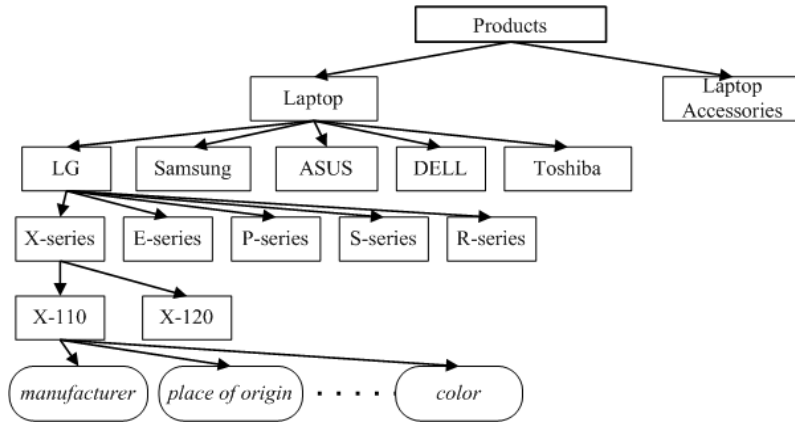 Products
Laptop
Laptop
Accessories
LG
Samsung
ASUS
DELL
Toshiba
X-series
E-series
P-series
S-series
R-series
X-110
X-120
manufacturer
place of origin
. . . . .
color